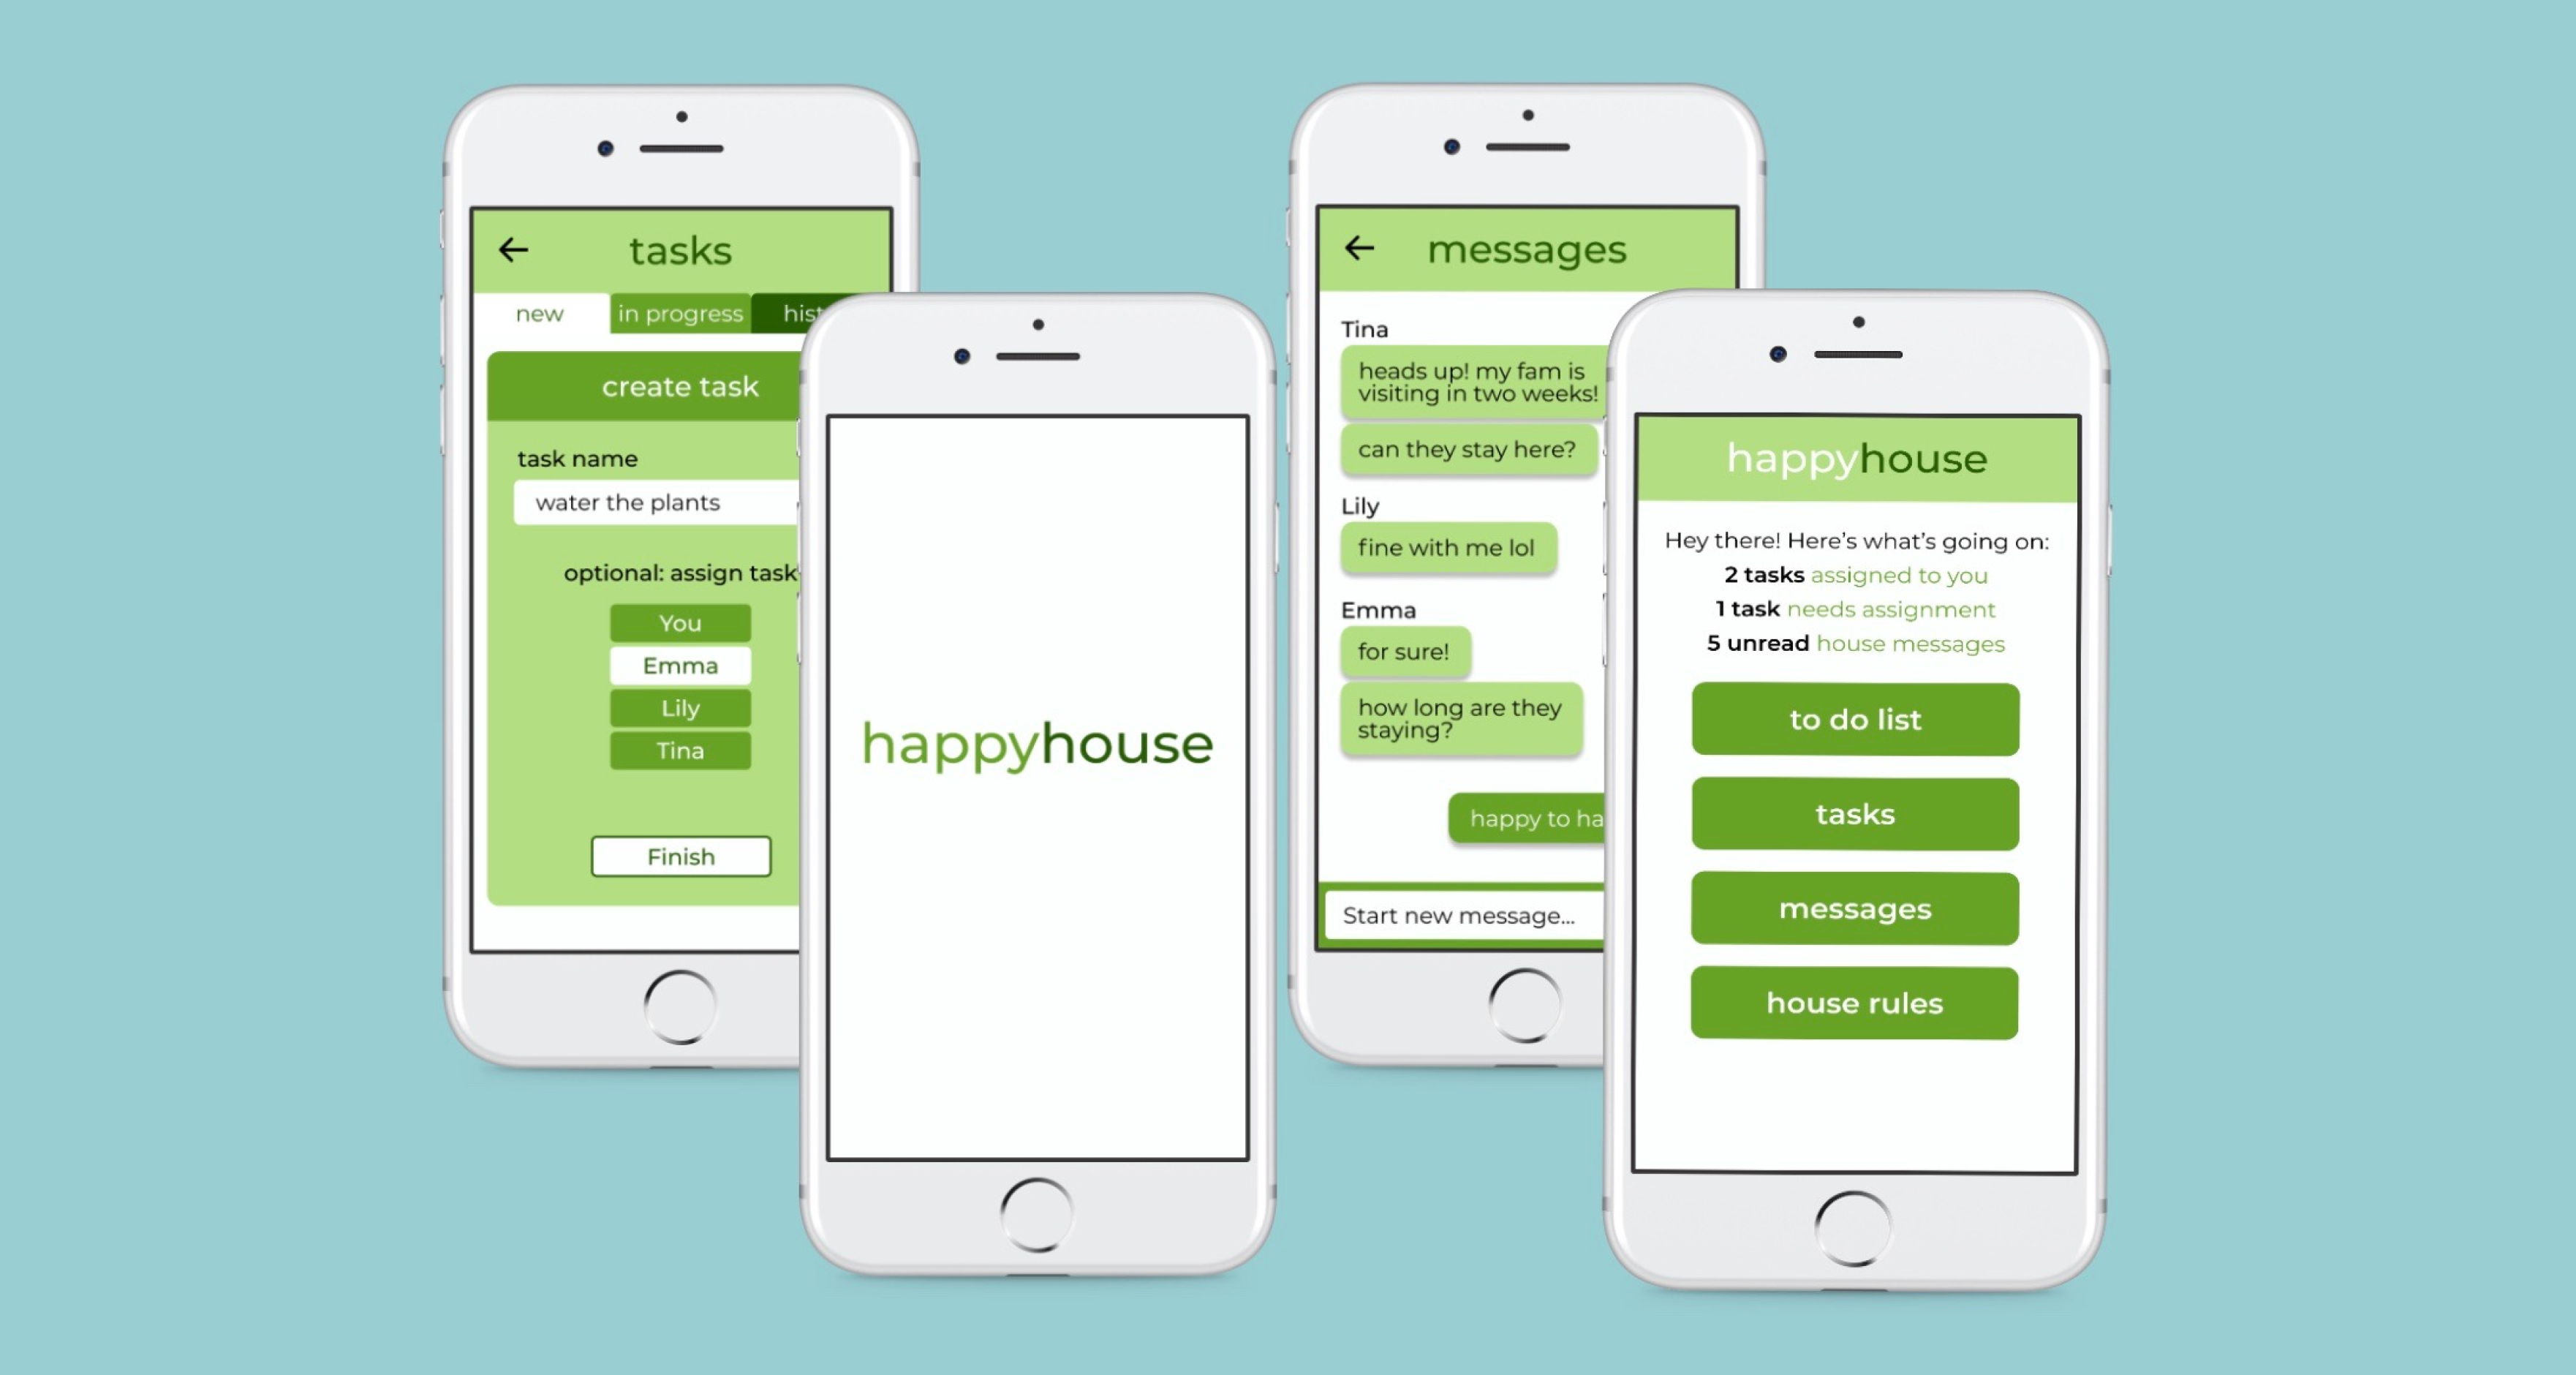 tasks
new
in progress
create task
task name
water the plants
optional: assign task
You
Emma
Lily
Tina
Finish
happyhouse
messages
Tina
heads up! my fam is
visiting in two weeks!
can they stay here?
Lily
fine with me lol
Emma
for sure!
how long are they
staying?
happy to
Start new message...
happyhouse
Hey there! Here's what's going on:
2 tasks assigned to you
1 task needs assignment
5 unread house messages
to do list
tasks
messages
house rules